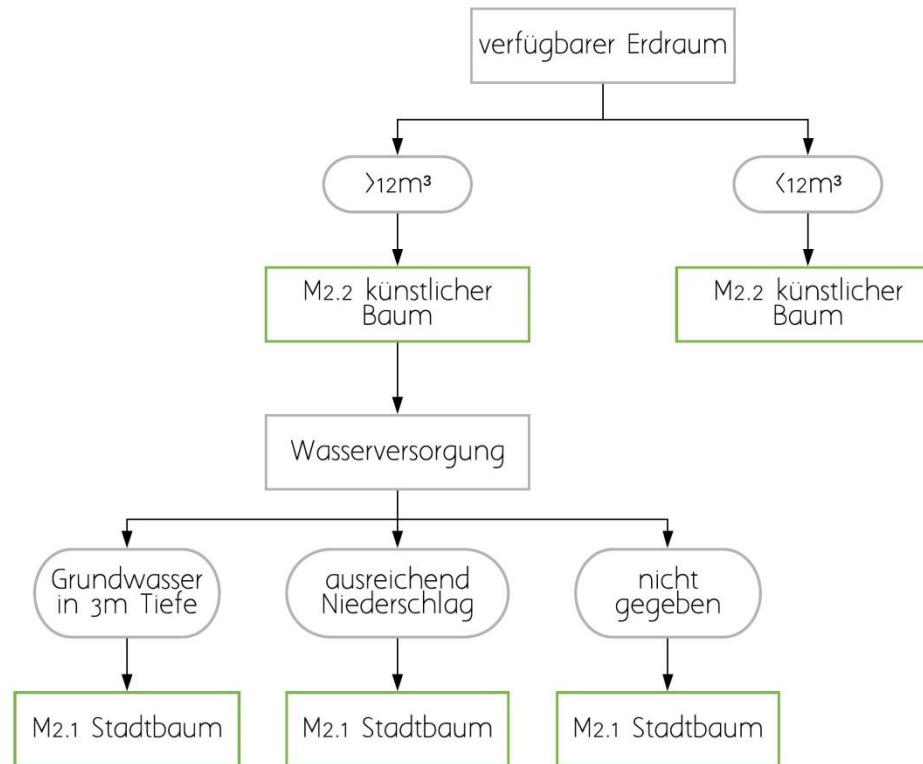 verfügbarer Erdraum
>12m³
<12m³
M2.2 künstlicher
Baum
M2.2 künstlicher
Baum
Wasserversorgung
Grundwasser
in 3m Tiefe
ausreichend
Niederschlag
nicht
gegeben
M2.1 Stadtbaum
M2.1 Stadtbaum
M2.1 Stadtbaum